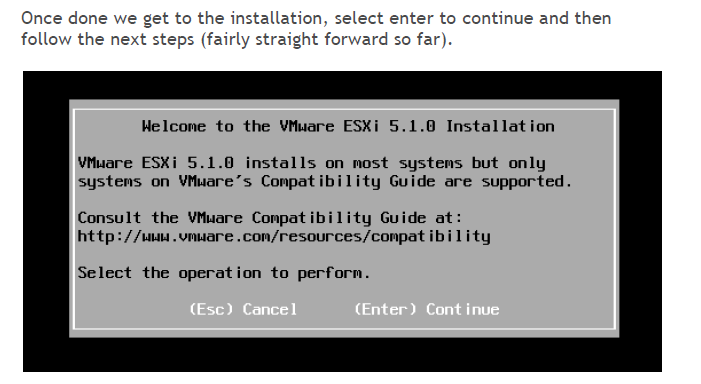 Once done we get to the installation, select enter to continue and then
follow the next steps (fairly straight forward so far).
Welcome to the VMware ESXi 5.1.0 Installation
VMware ESXi 5.1.0 installs on most systems but only
systems on VMware's Compatibility Guide are supported.
Consult the VMware Compatibility Guide at:
http://www.vmware.com/resources/compatibility
Select the operation to perform.
(Esc) Cancel (Enter) Continue